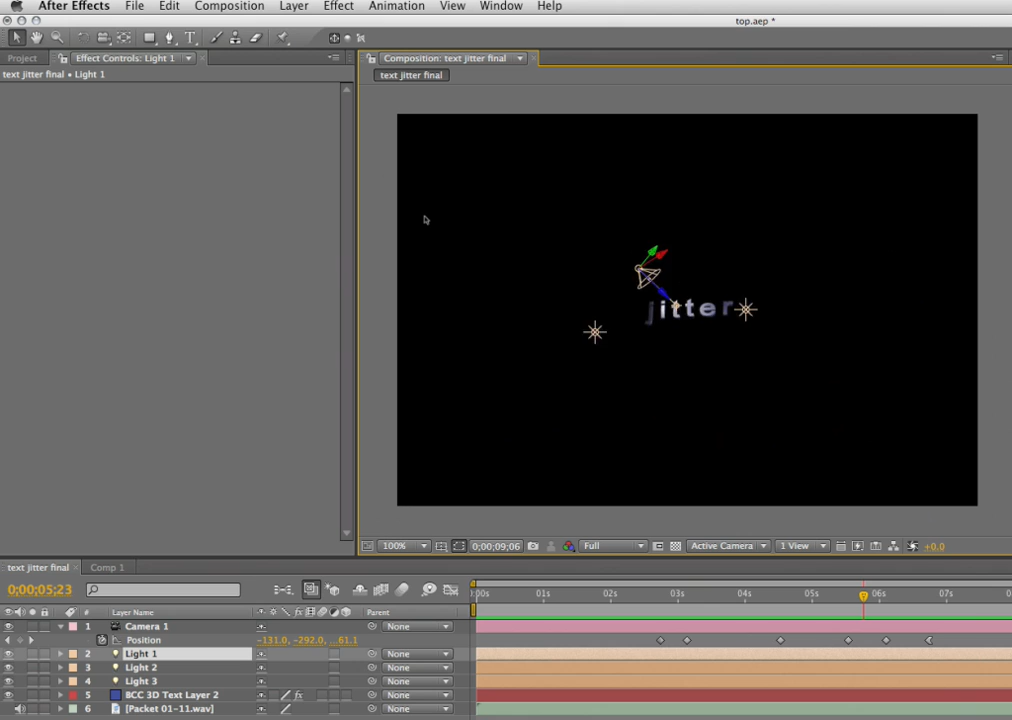 After Effects File Edit Composition Layer Effect Animation View Window Help
top.aep *
T
Project Effect Controls: Light 1 Composition: text jitter final
text jitter final • Light 1
text jitter final
jitter
100% 0;00;09;06 Full Active Camera 1 View +0.0
text jitter final Comp 1
0;00;05;23
:00s 01s 02s 03s 04s 05s 06s 07s
# Layer Name Parent
1 Camera 1 None
Position -131.0, -292.0, ...61.1
2 Light 1 None
3 Light 2 None
4 Light 3 None
5 BCC 3D Text Layer 2 fx None
6 [Packet 01-11.wav] None